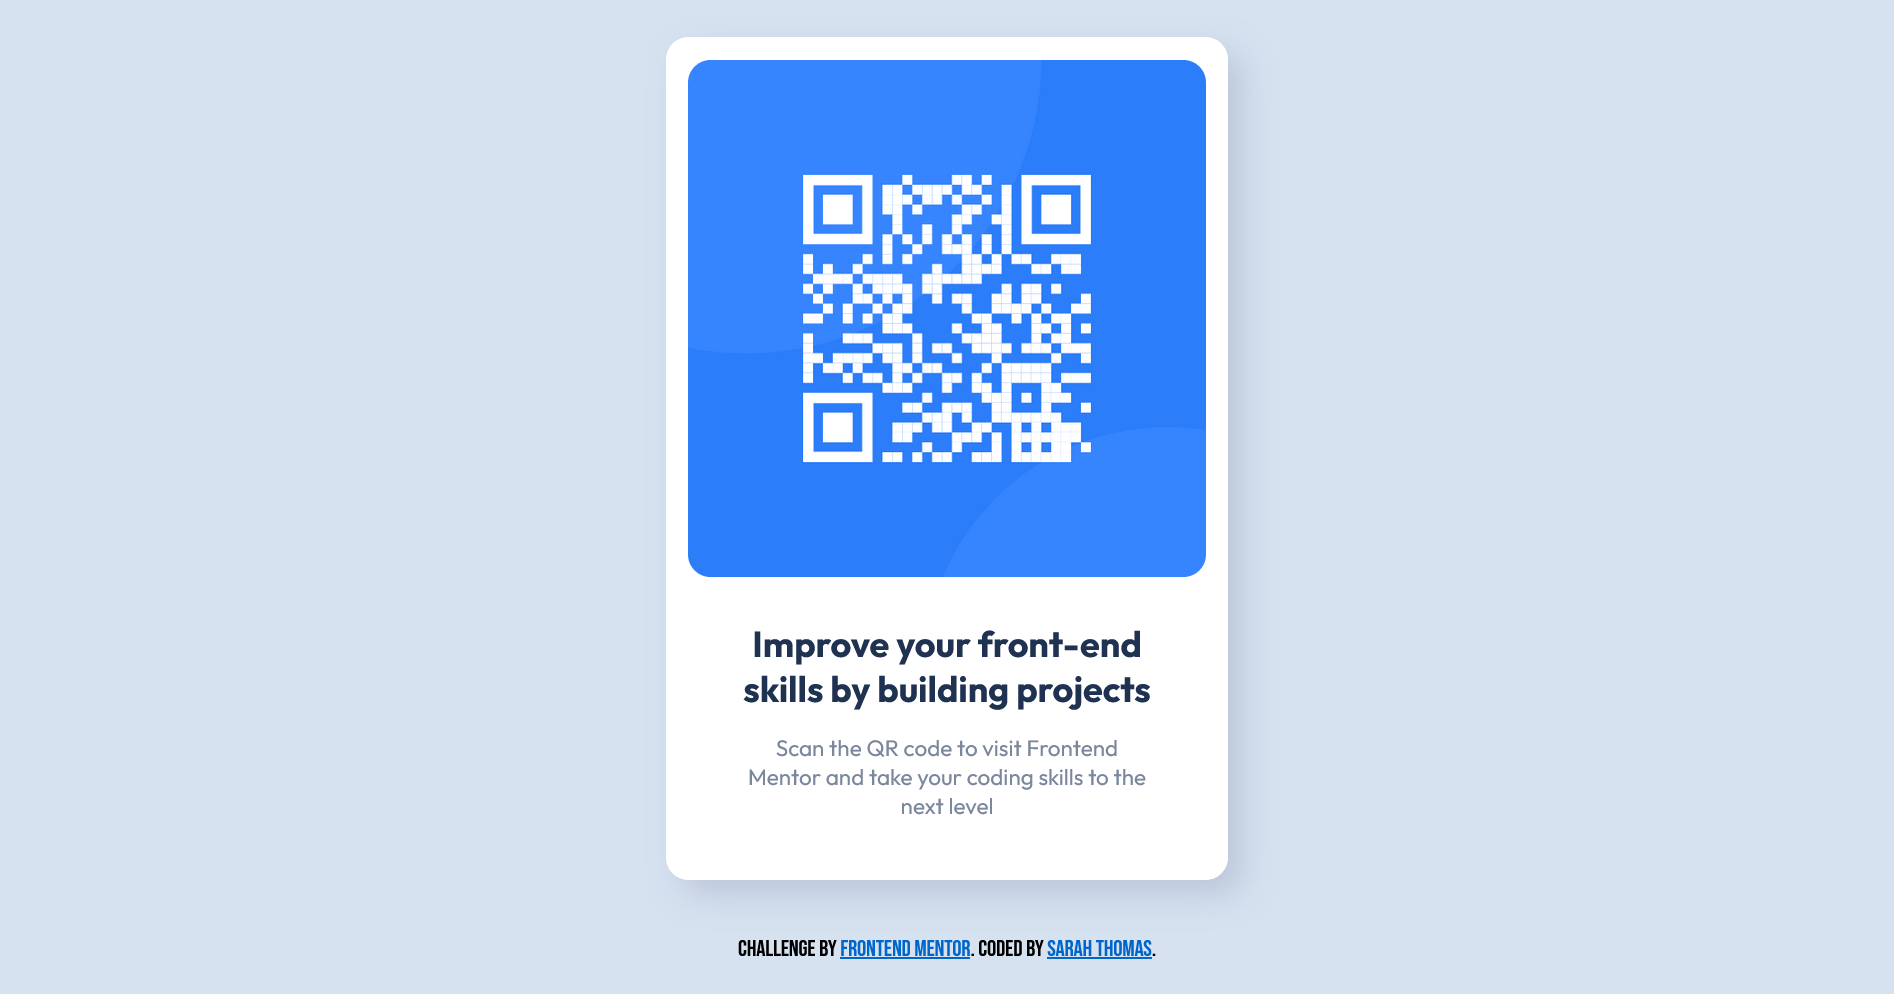 Improve your front-end
skills by building projects
Scan the QR code to visit Frontend
Mentor and take your coding skills to the
next level
CHALLENGE BY FRONTEND MENTOR. CODED BY SARAH THOMAS.